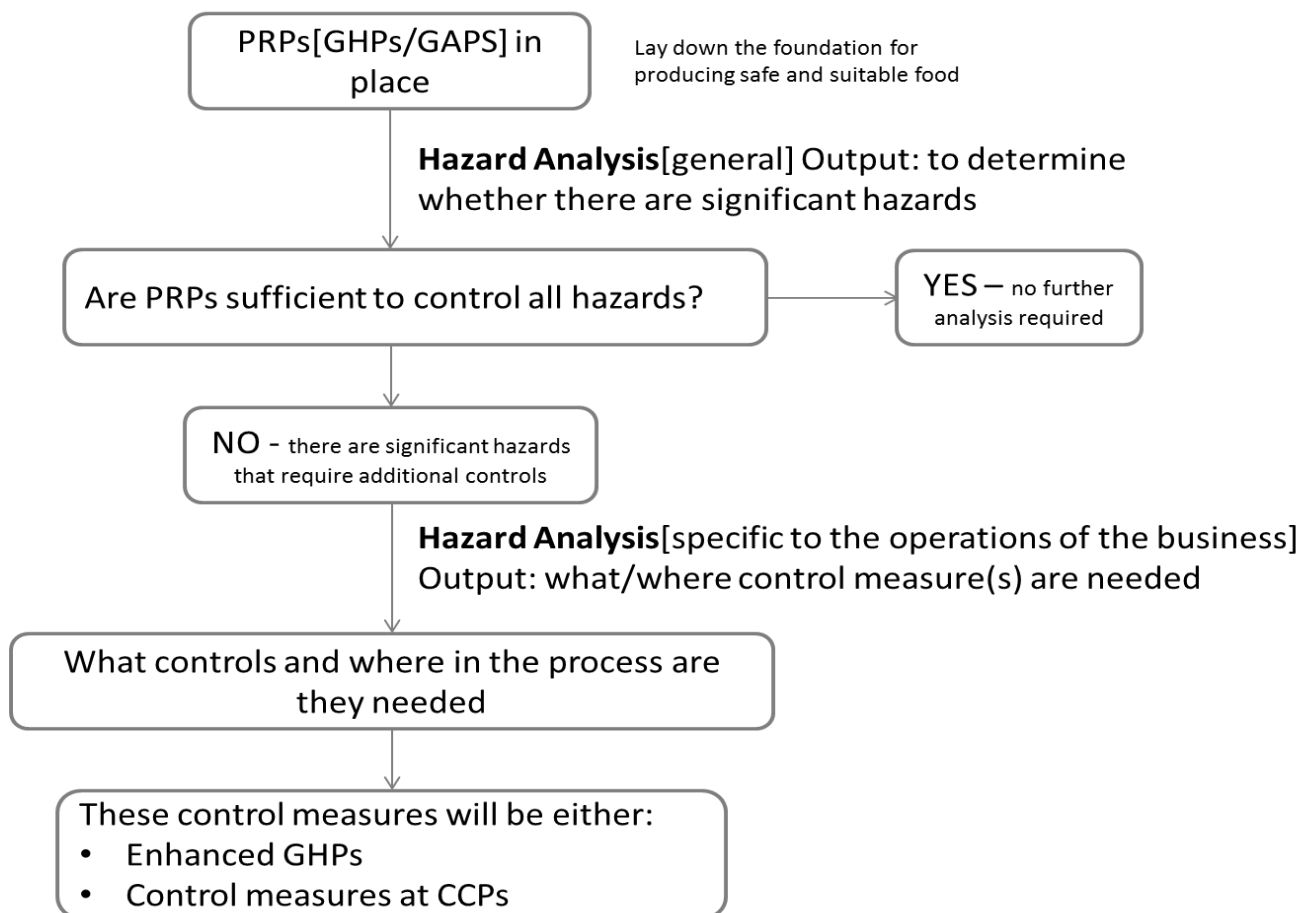 PRPs[GHPs/GAPS] in
place
Lay down the foundation for
producing safe and suitable food
Hazard Analysis[general] Output: to determine
whether there are significant hazards
Are PRPs sufficient to control all hazards?
YES – no further
analysis required
NO - there are significant hazards
that require additional controls
Hazard Analysis[specific to the operations of the business]
Output: what/where control measure(s) are needed
What controls and where in the process are
they needed
These control measures will be either:
• Enhanced GHPs
• Control measures at CCPs